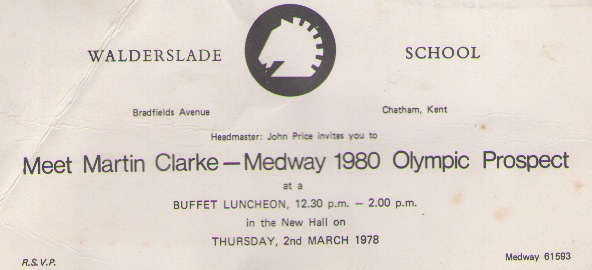 WALDERSLADE SCHOOL
Bradfields Avenue Chatham, Kent
Headmaster: John Price invites you to
Meet Martin Clarke — Medway 1980 Olympic Prospect
at a
BUFFET LUNCHEON, 12.30 p.m. — 2.00 p.m.
in the New Hall on
THURSDAY, 2nd MARCH 1978
R.S.V.P. Medway 61593